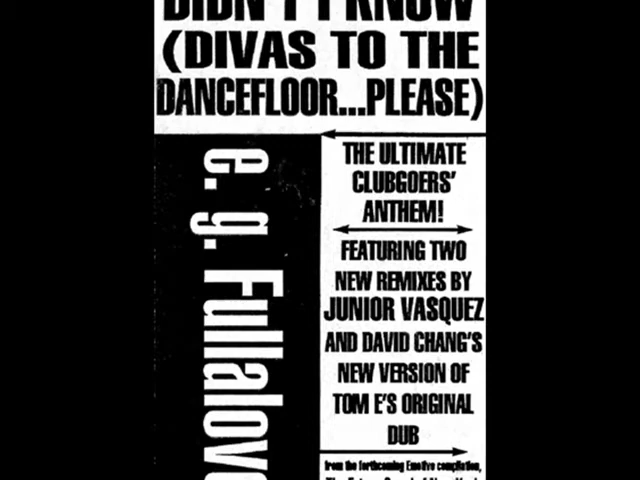 DIDN'T I KNOW
(DIVAS TO THE
DANCEFLOOR...PLEASE)
e. g. Fullalove
THE ULTIMATE
CLUBGOERS'
ANTHEM!
FEATURING TWO
NEW REMIXES BY
JUNIOR VASQUEZ
AND DAVID CHANG'S
NEW VERSION OF
TOM E'S ORIGINAL
DUB
from the forthcoming Emotive compilation,